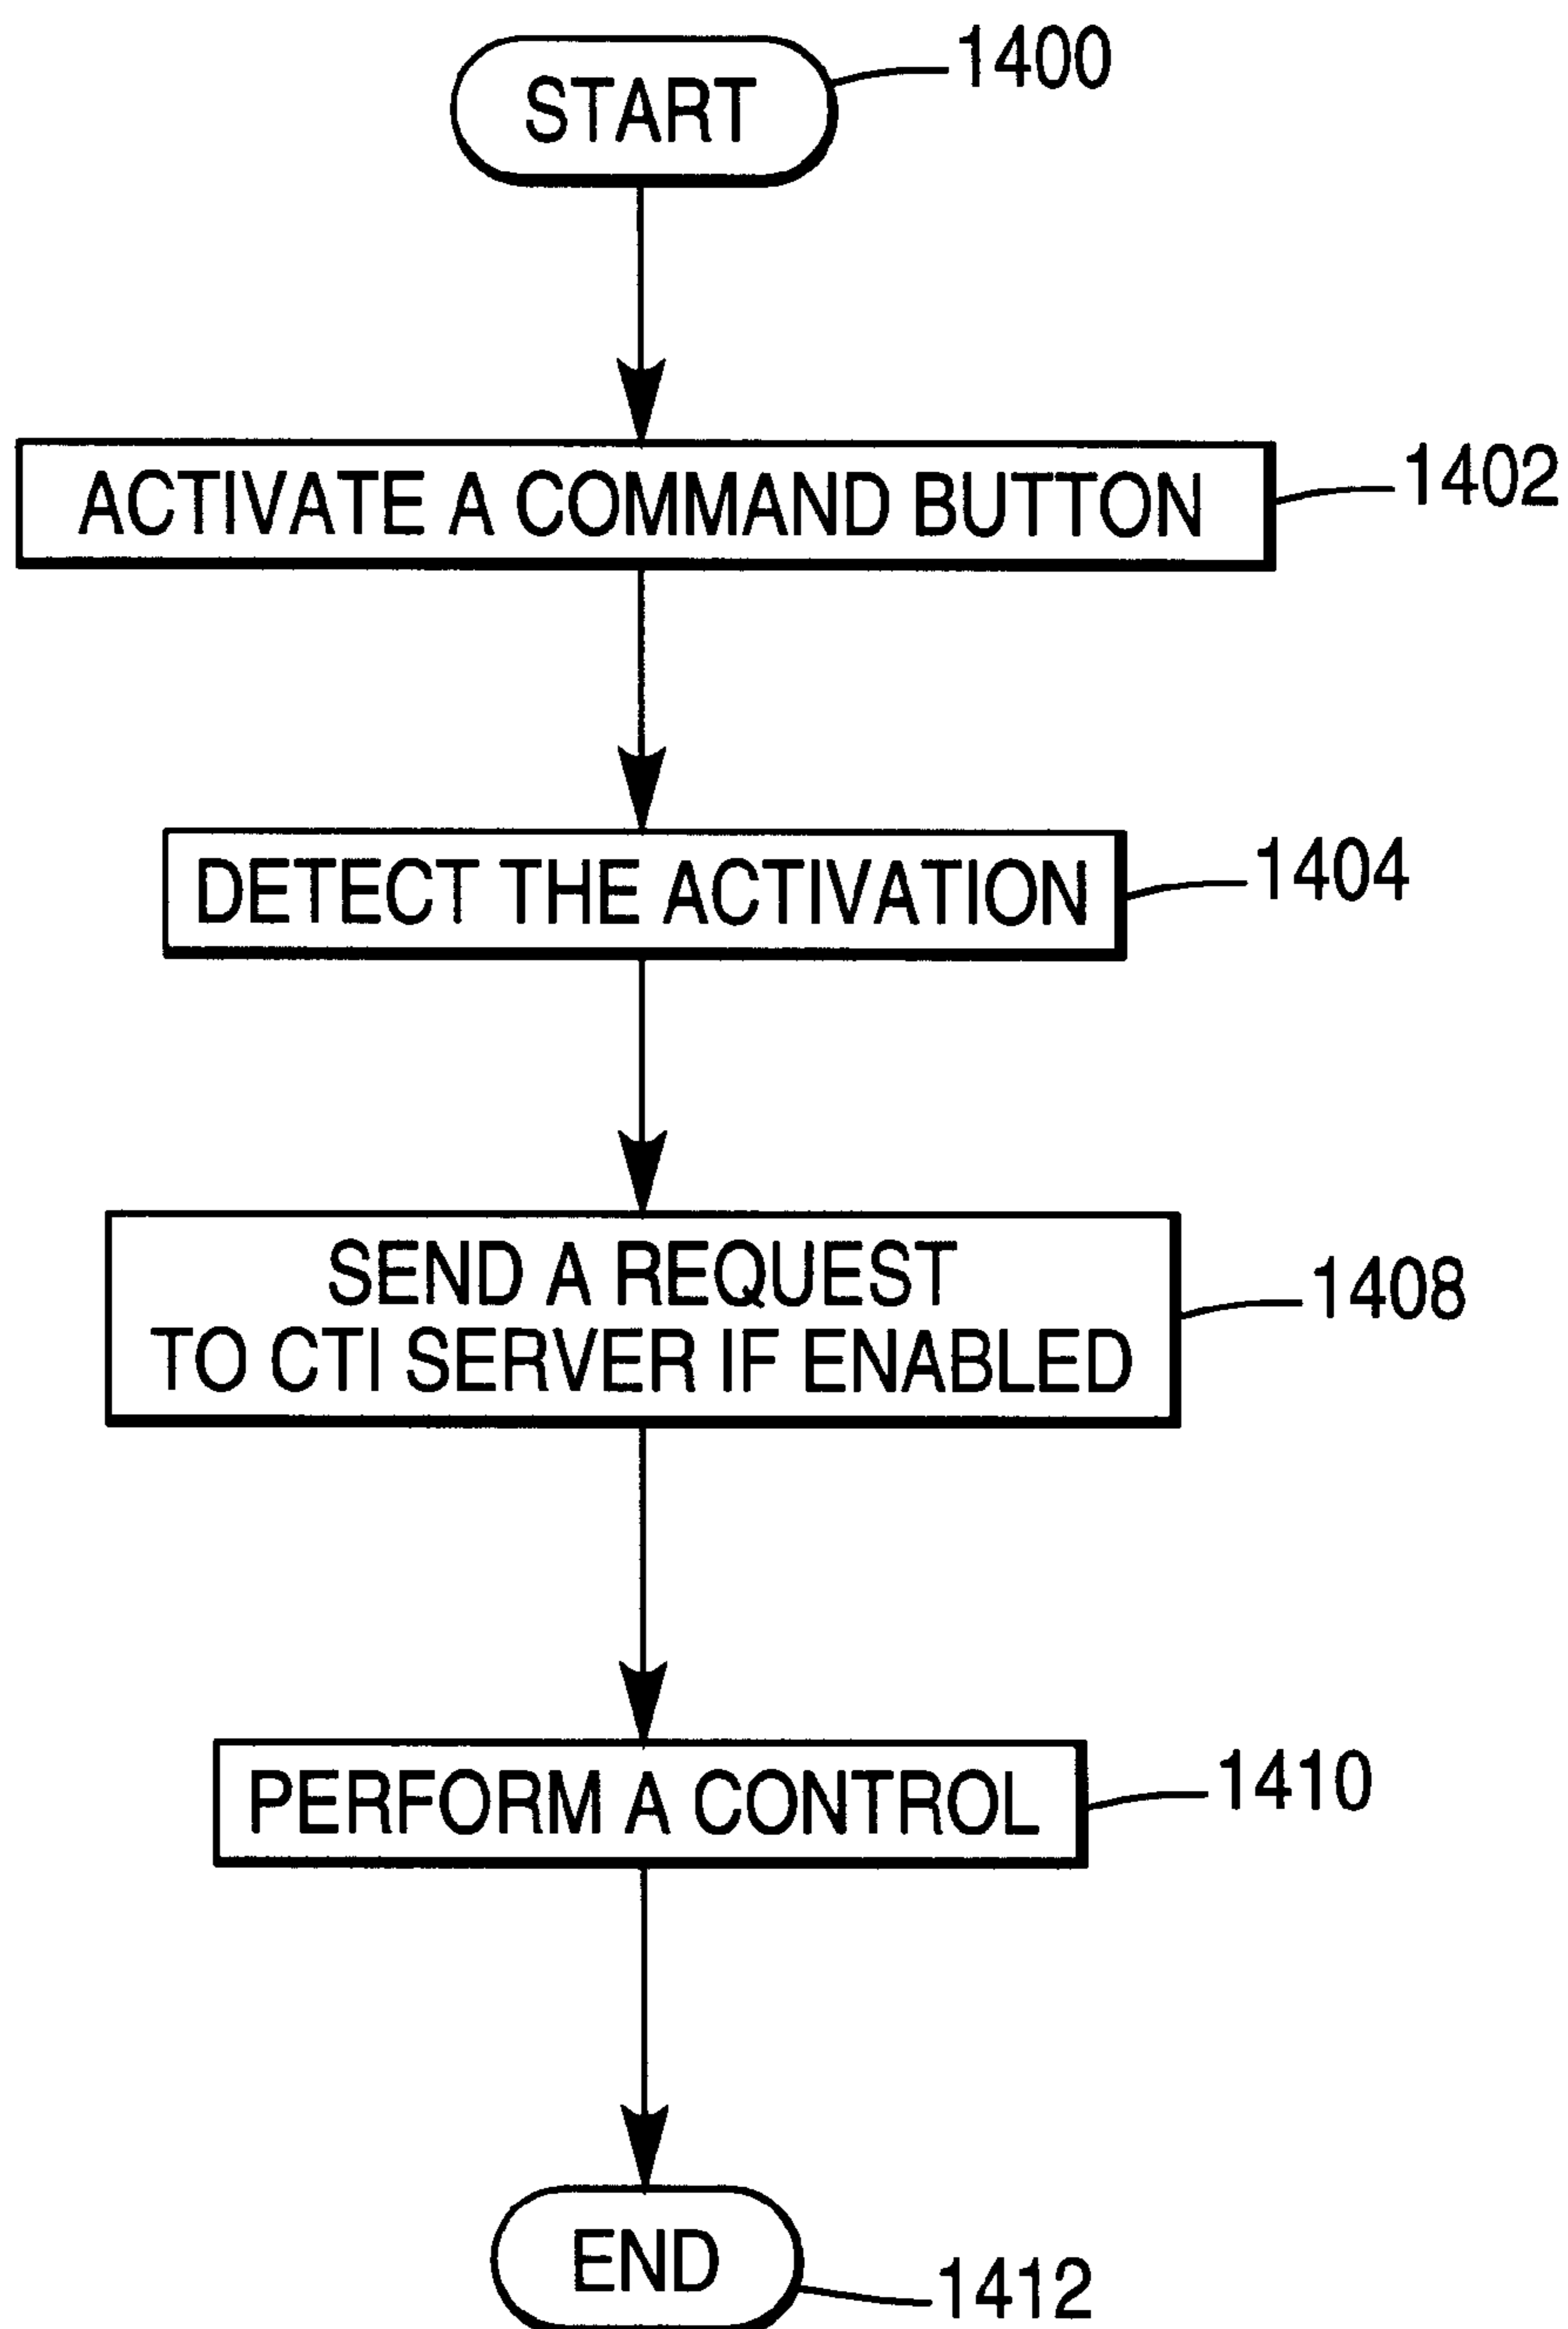 START
1400
ACTIVATE A COMMAND BUTTON
1402
DETECT THE ACTIVATION
1404
SEND A REQUEST
TO CTI SERVER IF ENABLED
1408
PERFORM A CONTROL
1410
END
1412